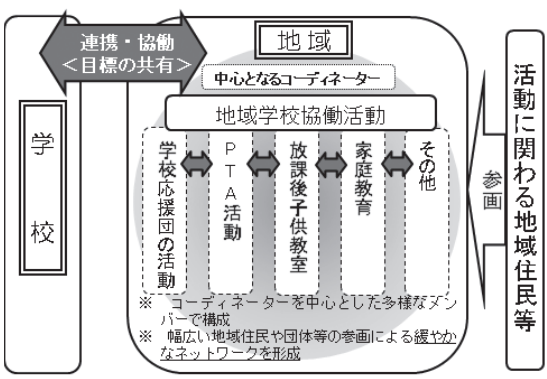 連携・協働
＜目標の共有＞
地域
中心となるコーディネーター
地域学校協働活動
学校
学校応援団の活動
ＰＴＡ活動
放課後子供教室
家庭教育
その他
参画
活動に関わる地域住民等
※　コーディネーターを中心とした多様なメン
バーで構成
※　幅広い地域住民や団体等の参画による緩やか
なネットワークを形成